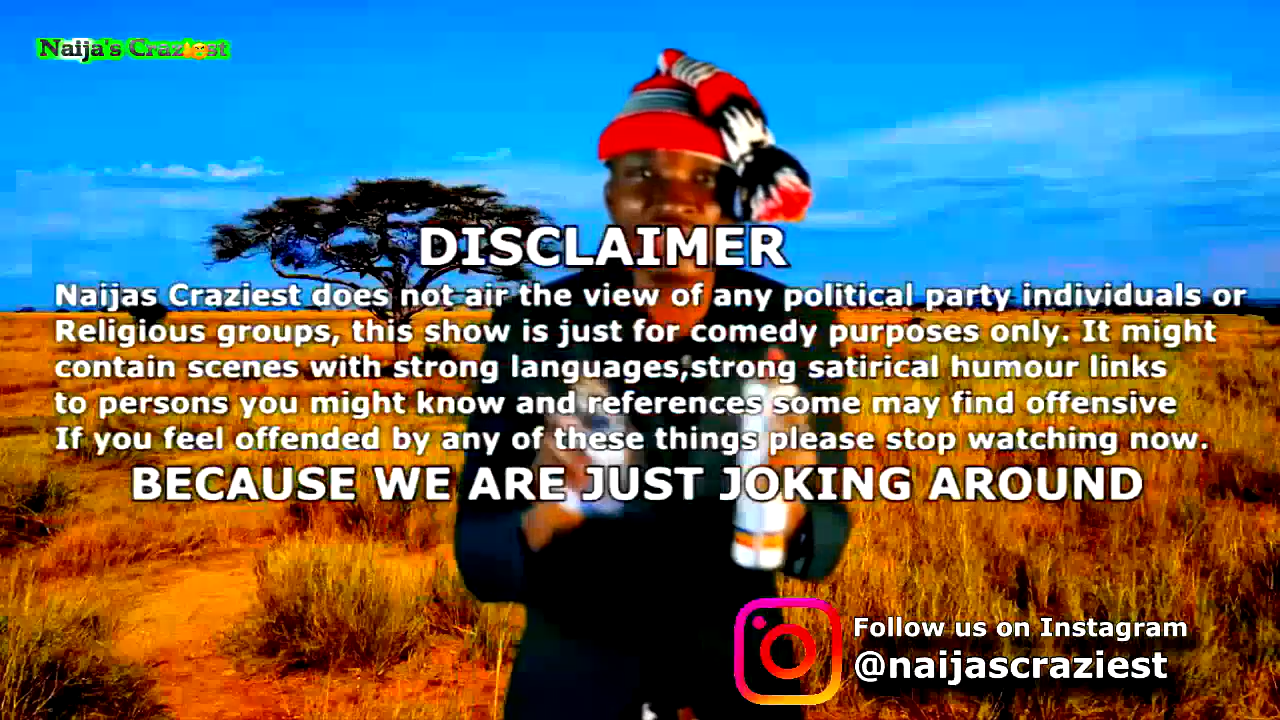 Naija's Craziest
DISCLAIMER
Naijas Craziest does not air the view of any political party individuals or
Religious groups, this show is just for comedy purposes only. It might
contain scenes with strong languages,strong satirical humour links
to persons you might know and references some may find offensive
If you feel offended by any of these things please stop watching now.
BECAUSE WE ARE JUST JOKING AROUND
Follow us on Instagram
@naijascraziest